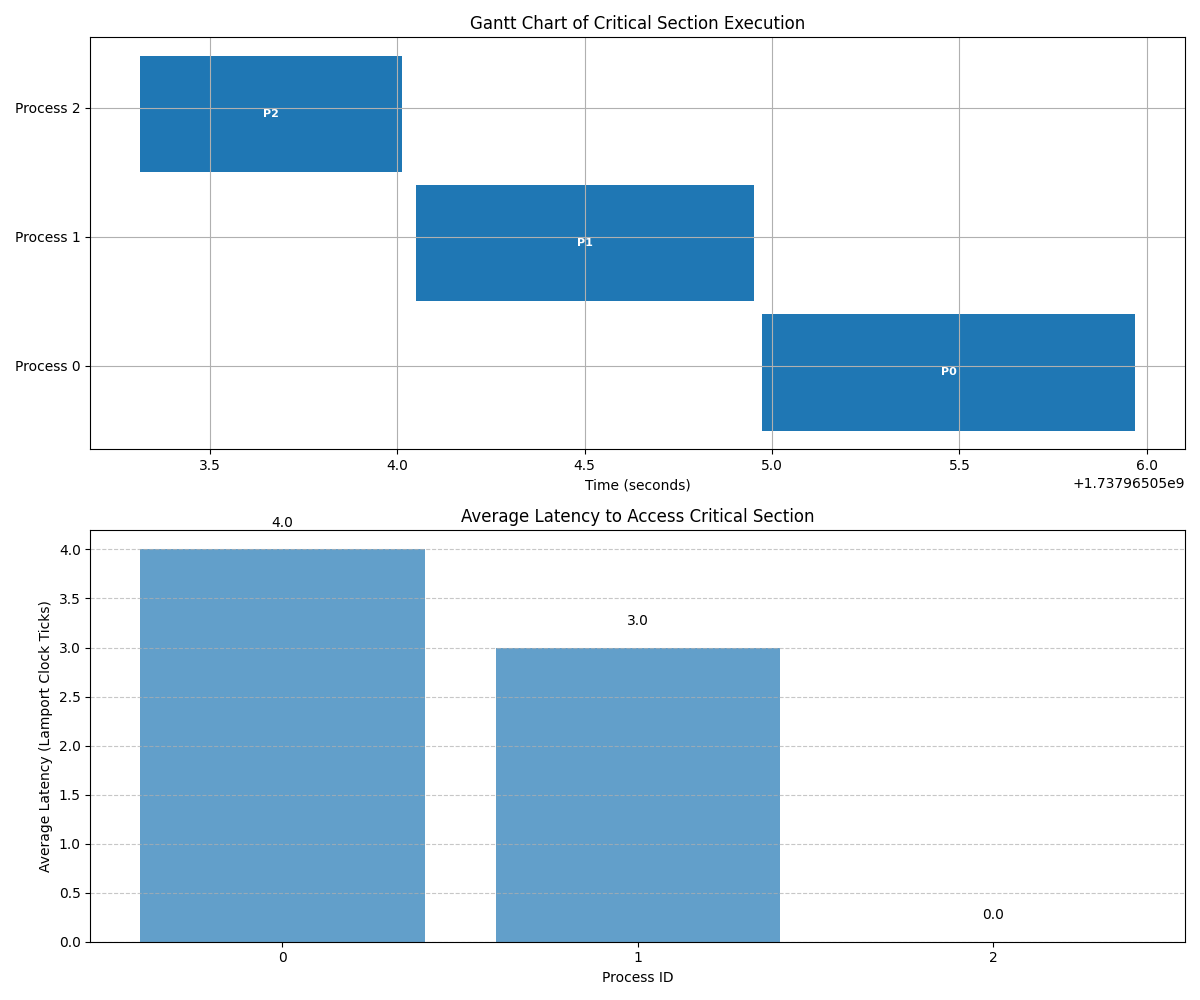 Gantt Chart of Critical Section Execution
Process 2
P2
Process 1
P1
Process 0
P0
3.5 4.0 4.5 5.0 5.5 6.0
Time (seconds)
+1.73796505e9
Average Latency to Access Critical Section
Average Latency (Lamport Clock Ticks)
4.0
3.5
3.0
2.5
2.0
1.5
1.0
0.5
0.0
4.0
3.0
0.0
0 1 2
Process ID